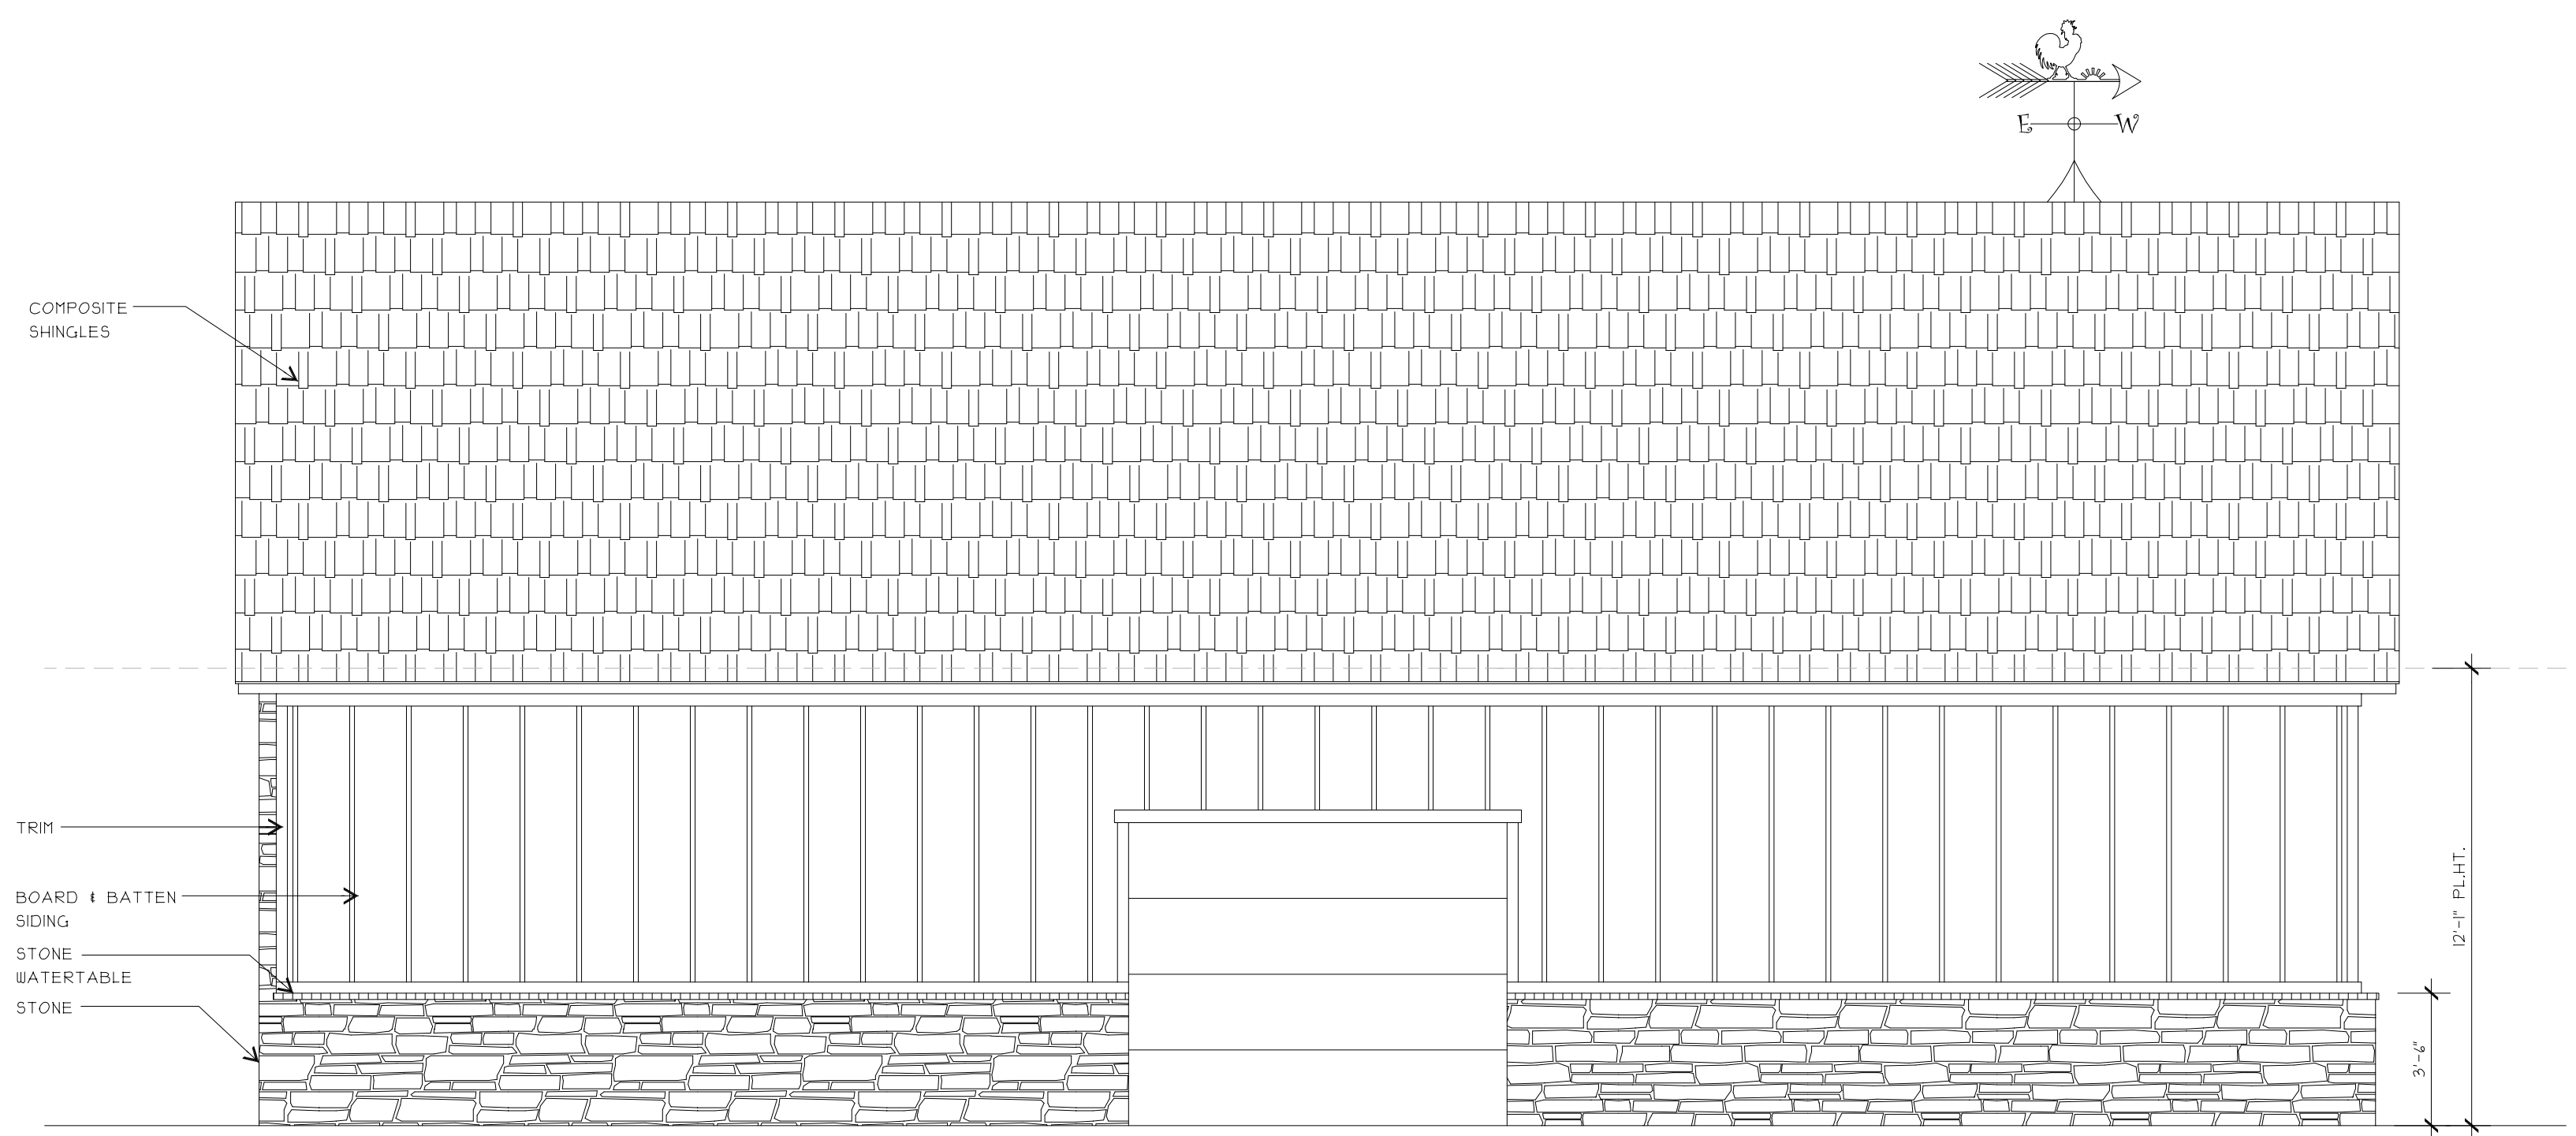 E W
COMPOSITE
SHINGLES
TRIM
BOARD & BATTEN
SIDING
STONE
WATERTABLE
STONE
12'-1" PL.HT.
3'-6"